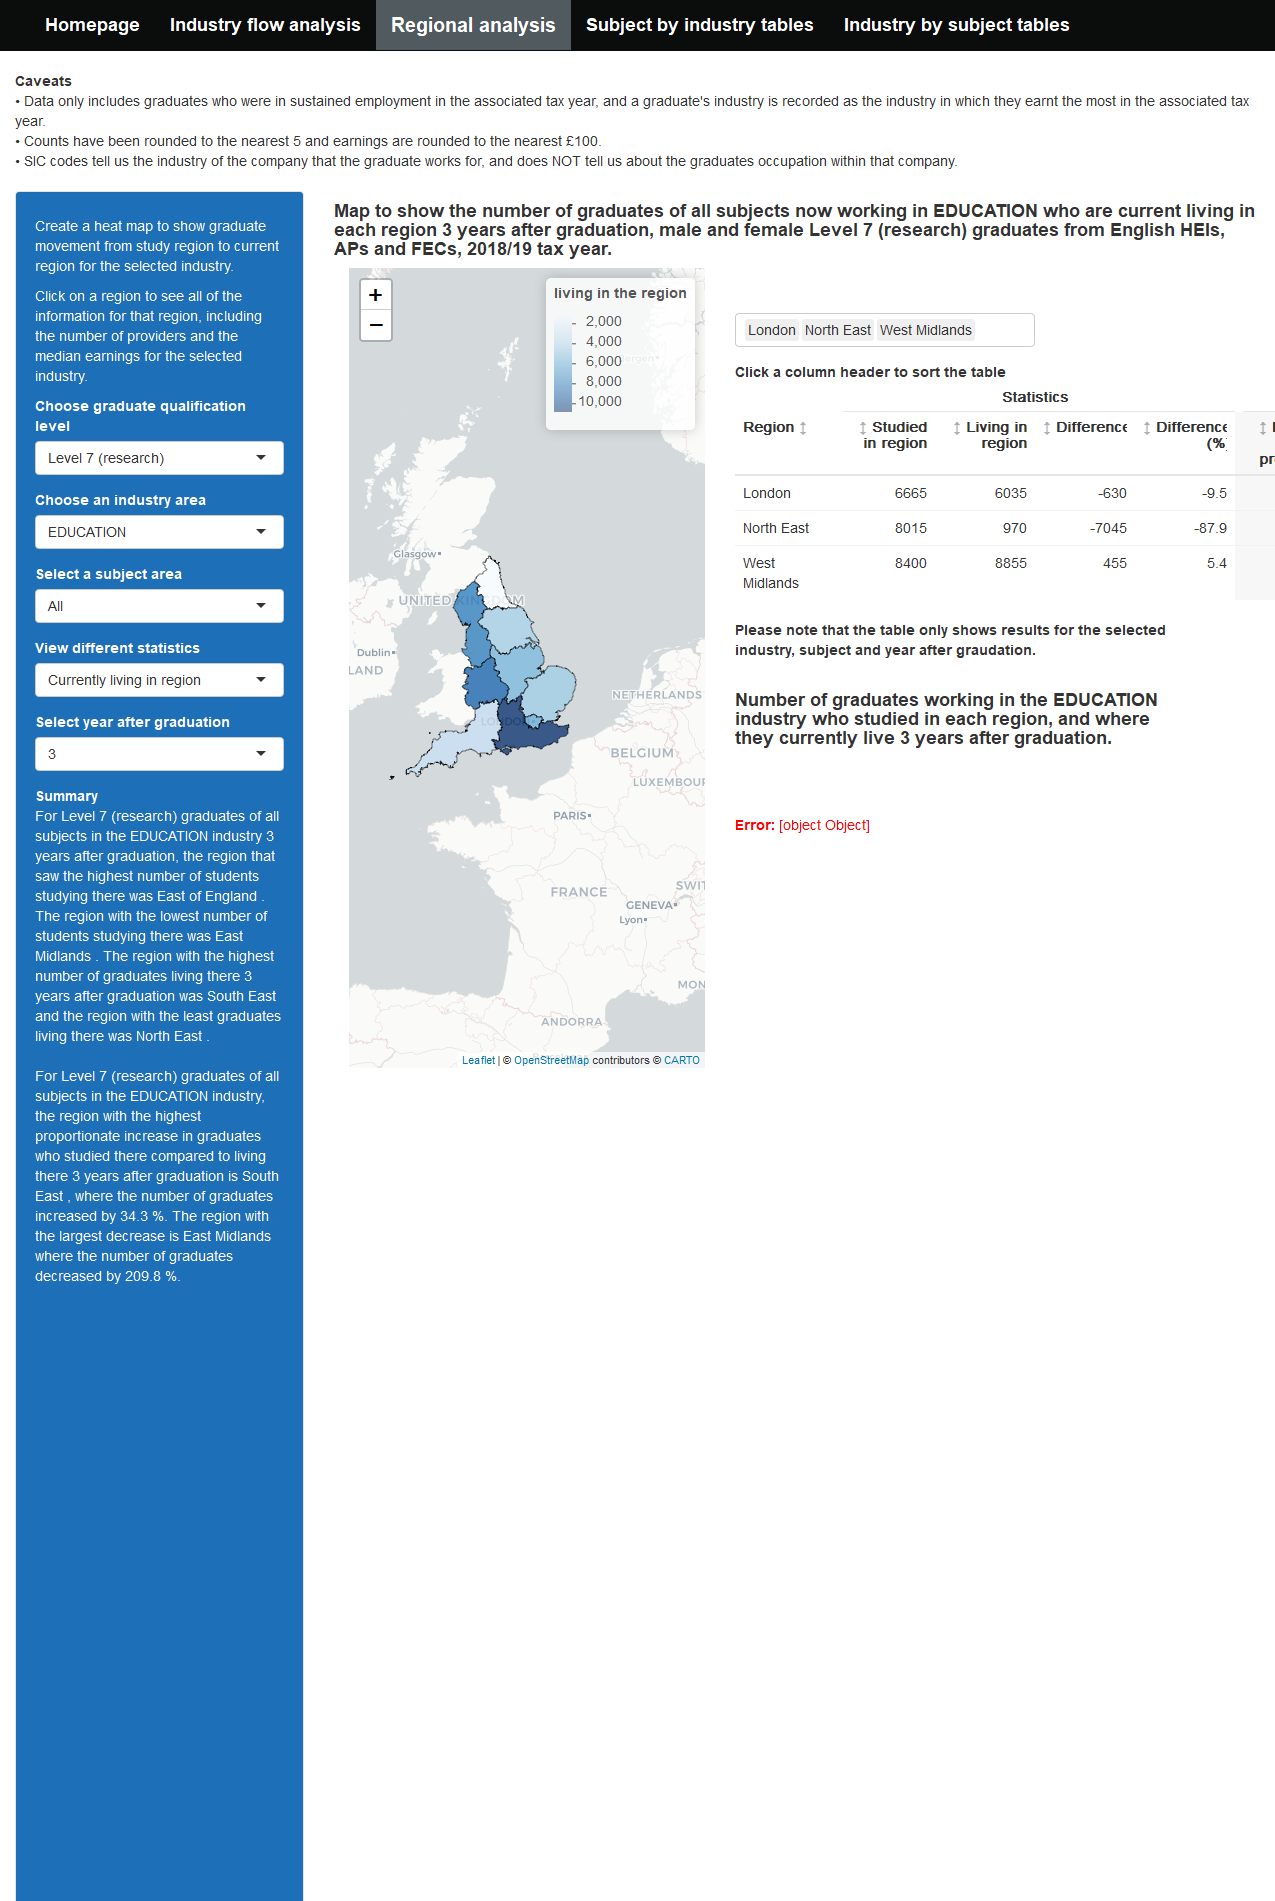 Homepage
Industry flow analysis
Regional analysis
Subject by industry tables
Industry by subject tables
Caveats
• Data only includes graduates who were in sustained employment in the associated tax year, and a graduate's industry is recorded as the industry in which they earnt the most in the associated tax
year.
• Counts have been rounded to the nearest 5 and earnings are rounded to the nearest £100.
• SIC codes tell us the industry of the company that the graduate works for, and does NOT tell us about the graduates occupation within that company.
Create a heat map to show graduate
movement from study region to current
region for the selected industry.
Click on a region to see all of the
information for that region, including
the number of providers and the
median earnings for the selected
industry.
Choose graduate qualification
level
Level 7 (research)
Choose an industry area
EDUCATION
Select a subject area
All
View different statistics
Currently living in region
Select year after graduation
3
Summary
For Level 7 (research) graduates of all
subjects in the EDUCATION industry 3
years after graduation, the region that
saw the highest number of students
studying there was East of England .
The region with the lowest number of
students studying there was East
Midlands . The region with the highest
number of graduates living there 3
years after graduation was South East
and the region with the least graduates
living there was North East .
For Level 7 (research) graduates of all
subjects in the EDUCATION industry,
the region with the highest
proportionate increase in graduates
who studied there compared to living
there 3 years after graduation is South
East , where the number of graduates
increased by 34.3 %. The region with
the largest decrease is East Midlands
where the number of graduates
decreased by 209.8 %.
Map to show the number of graduates of all subjects now working in EDUCATION who are current living in
each region 3 years after graduation, male and female Level 7 (research) graduates from English HEIs,
APs and FECs, 2018/19 tax year.
+
−
living in the region
2,000
4,000
6,000
8,000
10,000
Glasgow
UNITED KINGDOM
Dublin
LAND
LONDON
NETHERLANDS
BELGIUM
LUXEMBOUR
PARIS
FRANCE
SWIT
GENEVA
Lyon
MON
ANDORRA
Leaflet | © OpenStreetMap contributors © CARTO
London North East West Midlands
Click a column header to sort the table
Statistics
Region Studied in region Living in region Difference Difference (%)
pr
London 6665 6035 -630 -9.5
North East 8015 970 -7045 -87.9
West Midlands 8400 8855 455 5.4
Please note that the table only shows results for the selected
industry, subject and year after graudation.
Number of graduates working in the EDUCATION
industry who studied in each region, and where
they currently live 3 years after graduation.
Error: [object Object]